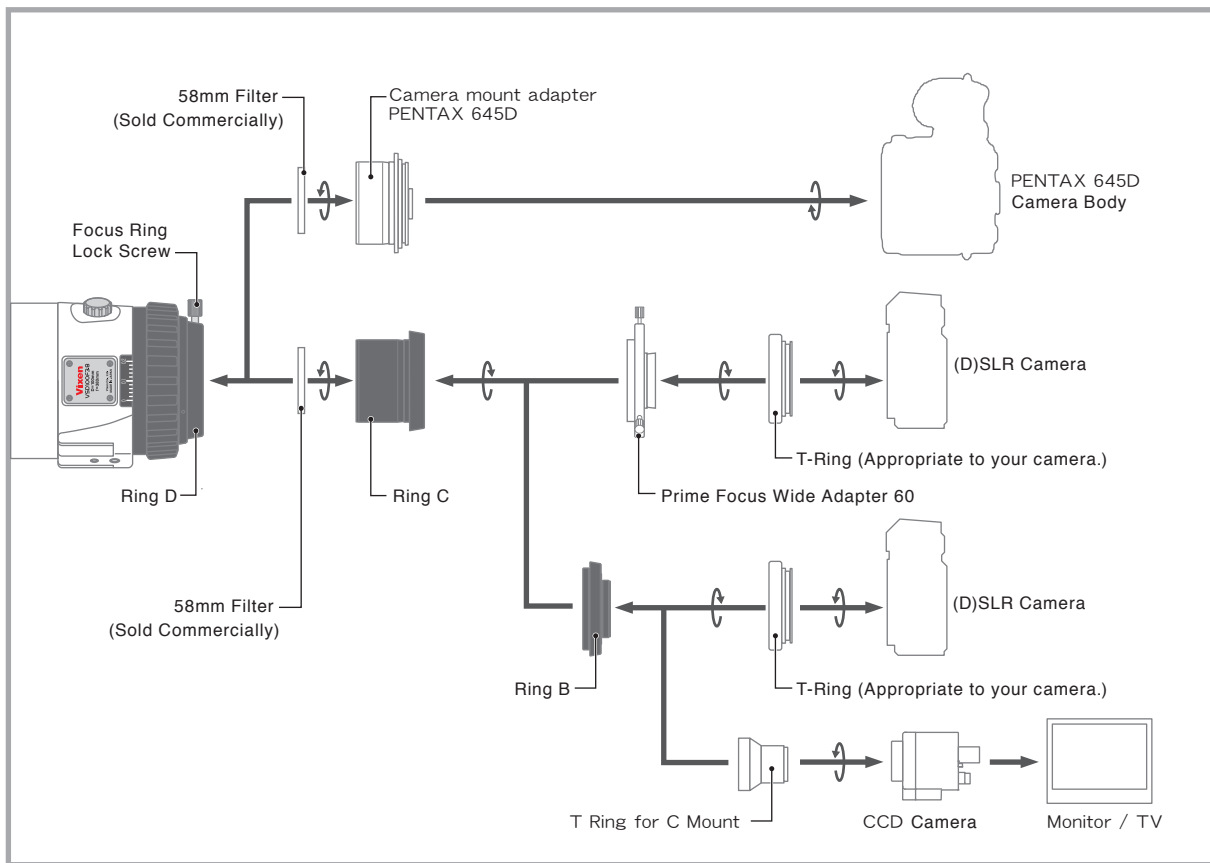 58mm Filter
(Sold Commercially)
Camera mount adapter
PENTAX 645D
PENTAX 645D
Camera Body
Focus Ring
Lock Screw
Vixen
VSD100F3.8
(D)SLR Camera
T-Ring (Appropriate to your camera.)
Ring D
Ring C
Prime Focus Wide Adapter 60
58mm Filter
(Sold Commercially)
(D)SLR Camera
Ring B
T-Ring (Appropriate to your camera.)
T Ring for C Mount
CCD Camera
Monitor / TV